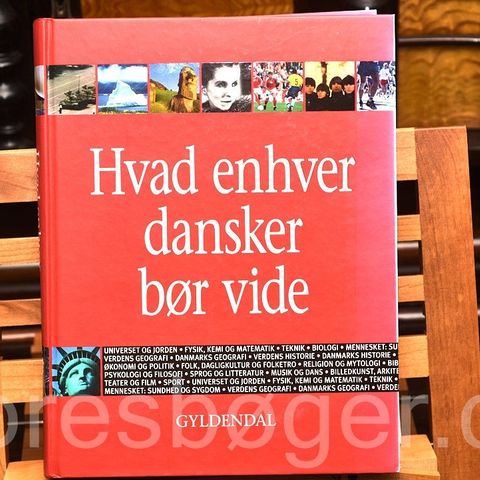 Hvad enhver
dansker
bør vide
UNIVERSET OG JORDEN • FYSIK, KEMI OG MATEMATIK • TEKNIK • BIOLOGI • MENNESKET: SU
VERDENS GEOGRAFI • DANMARKS GEOGRAFI • VERDENS HISTORIE • DANMARKS HISTORIE •
ØKONOMI OG POLITIK • FOLK, DAGLIGKULTUR OG FOLKETRO • RELIGION OG MYTOLOGI • BIB
PSYKOLOGI OG FILOSOFI • SPROG OG LITTERATUR • MUSIK OG DANS • BILLEDKUNST, ARKITE
TEATER OG FILM • SPORT • UNIVERSET OG JORDEN • FYSIK, KEMI OG MATEMATIK • TEKNIK •
MENNESKET: SUNDHED OG SYGDOM • VERDENS GEOGRAFI • DANMARKS GEOGRAFI • VERDE
GYLDENDAL
oresbøger.d